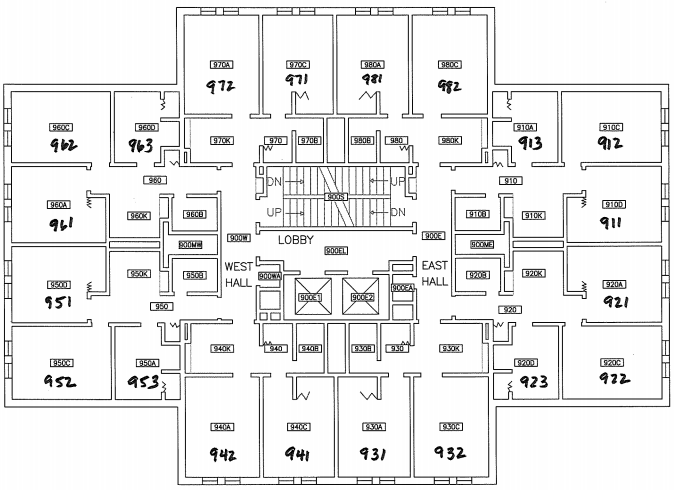 970A 970C 980A 980C
972 971 981 982
960C 960D 970K 970 970B 980B 980 980K 910A 910C
962 963 913 912
960 DN UP 910
900S
960A 960K 960B UP DN 910B 910K 910D
961 911
900MW 900W LOBBY 900EL 900E 900ME
950D 950K 950B WEST HALL 900WA EAST HALL 920B 920K 920A
951 921
950 900E1 900E2 900EA 920
950C 950A 940K 940 940B 930B 930 930K 920D 920C
952 953 923 922
940A 940C 930A 930C
942 941 931 932